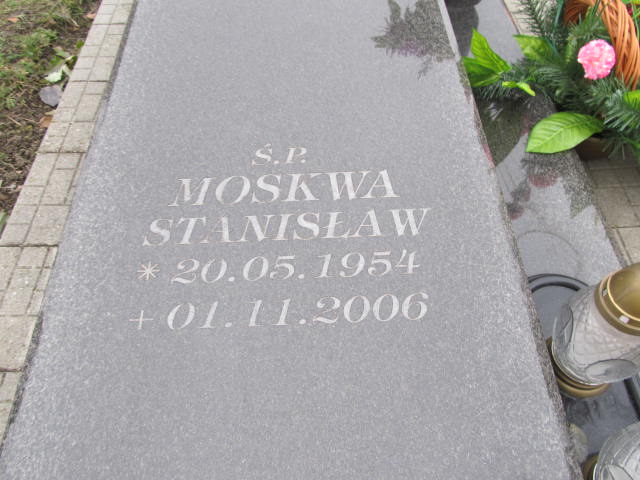 Ś.P.
MOSKWA
STANISŁAW
* 20.05.1954
+ 01.11.2006